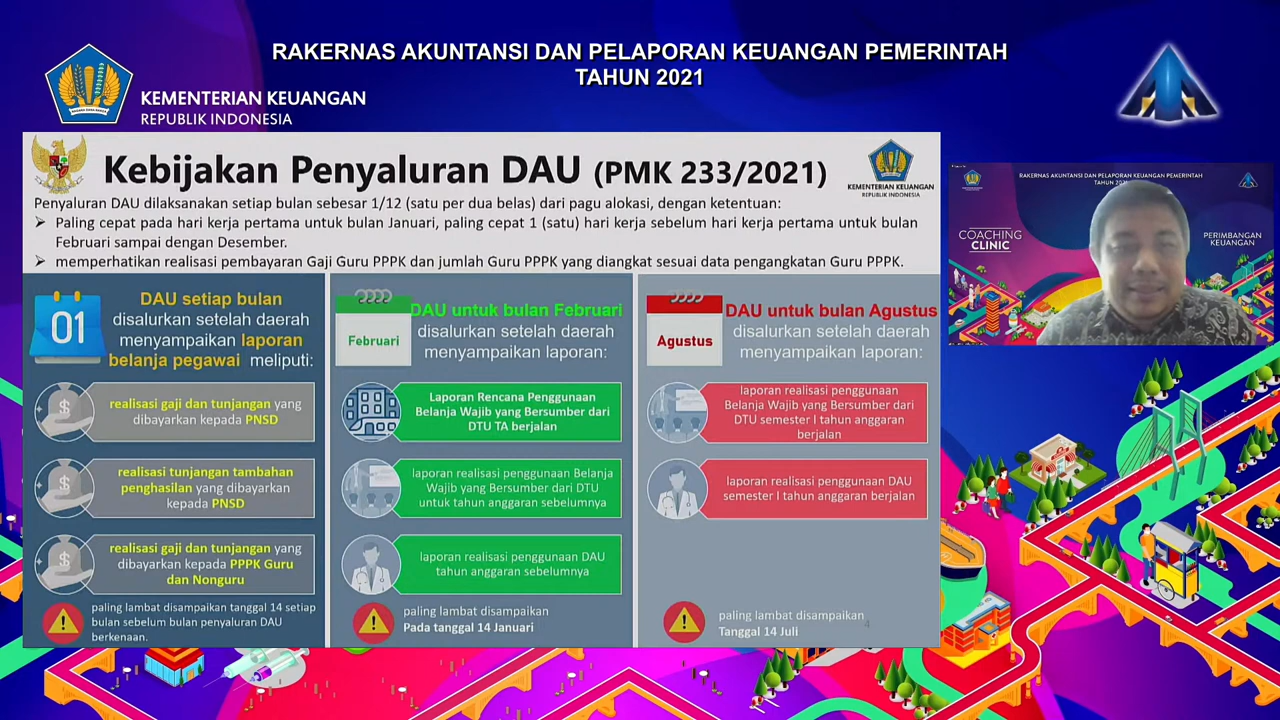 RAKERNAS AKUNTANSI DAN PELAPORAN KEUANGAN PEMERINTAH
TAHUN 2021
KEMENTERIAN KEUANGAN
REPUBLIK INDONESIA
Kebijakan Penyaluran DAU (PMK 233/2021)
KEMENTERIAN KEUANGAN
REPUBLIK INDONESIA
Penyaluran DAU dilaksanakan setiap bulan sebesar 1/12 (satu per dua belas) dari pagu alokasi, dengan ketentuan:
➢ Paling cepat pada hari kerja pertama untuk bulan Januari, paling cepat 1 (satu) hari kerja sebelum hari kerja pertama untuk bulan
Februari sampai dengan Desember.
➢ memperhatikan realisasi pembayaran Gaji Guru PPPK dan jumlah Guru PPPK yang diangkat sesuai data pengangkatan Guru PPPK.
01
DAU setiap bulan
disalurkan setelah daerah
menyampaikan laporan
belanja pegawai meliputi:
realisasi gaji dan tunjangan yang
dibayarkan kepada PNSD
realisasi tunjangan tambahan
penghasilan yang dibayarkan
kepada PNSD
realisasi gaji dan tunjangan yang
dibayarkan kepada PPPK Guru
dan Nonguru
paling lambat disampaikan tanggal 14 setiap
bulan sebelum bulan penyaluran DAU
berkenaan.
Februari
DAU untuk bulan Februari
disalurkan setelah daerah
menyampaikan laporan:
Laporan Rencana Penggunaan
Belanja Wajib yang Bersumber dari
DTU TA berjalan
laporan realisasi penggunaan Belanja
Wajib yang Bersumber dari DTU
untuk tahun anggaran sebelumnya
laporan realisasi penggunaan DAU
tahun anggaran sebelumnya
paling lambat disampaikan
Pada tanggal 14 Januari
Agustus
DAU untuk bulan Agustus
disalurkan setelah daerah
menyampaikan laporan:
laporan realisasi penggunaan
Belanja Wajib yang Bersumber dari
DTU semester I tahun anggaran
berjalan
laporan realisasi penggunaan DAU
semester I tahun anggaran berjalan
paling lambat disampaikan
Tanggal 14 Juli
4
RAKERNAS AKUNTANSI DAN PELAPORAN KEUANGAN PEMERINTAH
TAHUN 2021
COACHING
CLINIC
PERIMBANGAN
KEUANGAN